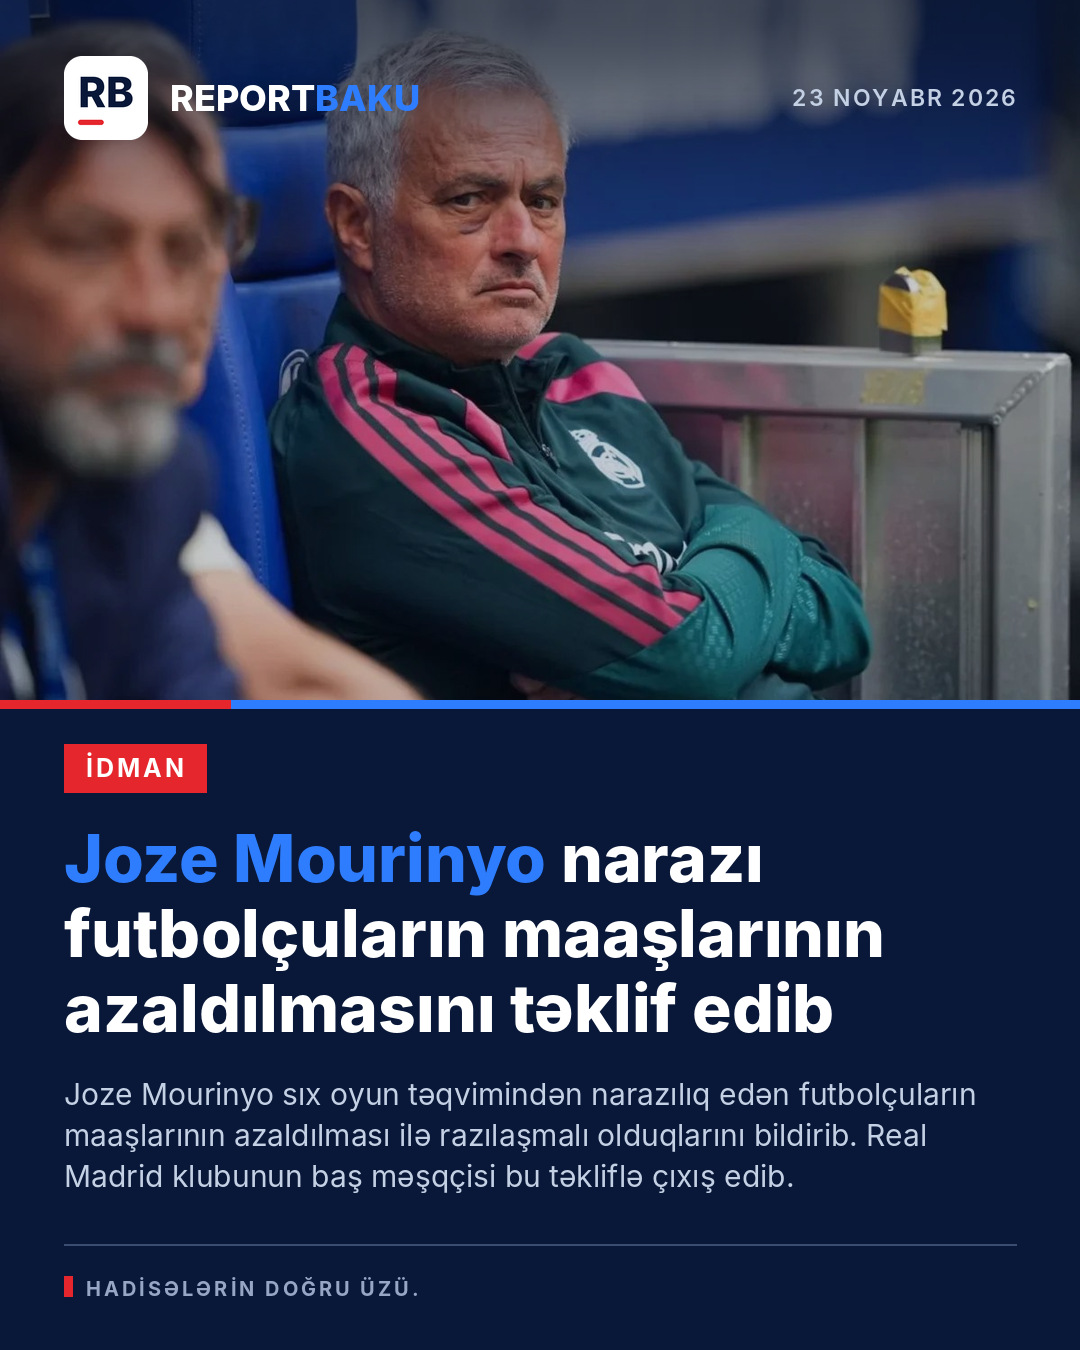 RB
REPORTBAKU
23 NOYABR 2026
İDMAN
Joze Mourinyo narazı
futbolçuların maaşlarının
azaldılmasını təklif edib
Joze Mourinyo sıx oyun təqvimindən narazılıq edən futbolçuların
maaşlarının azaldılması ilə razılaşmalı olduqlarını bildirib. Real
Madrid klubunun baş məşqçisi bu təkliflə çıxış edib.
HADİSƏLƏRİN DOĞRU ÜZÜ.